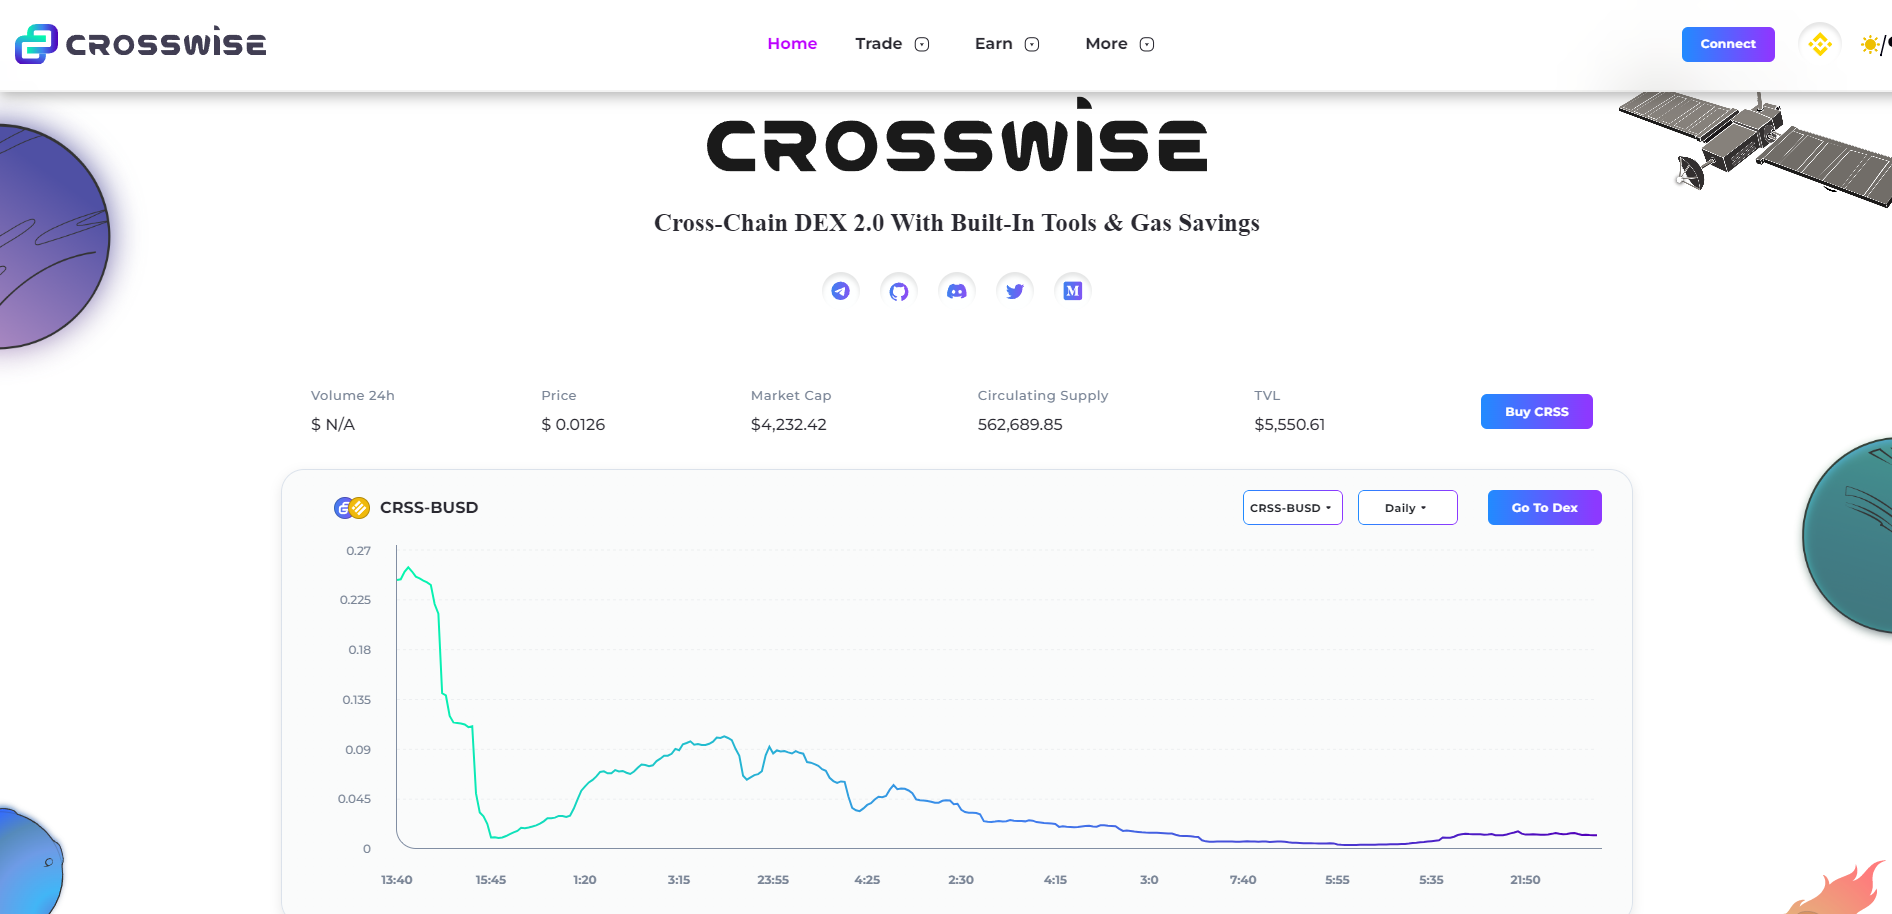 CROSSWISE
Home Trade Earn More
Connect
CROSSWISE
Cross-Chain DEX 2.0 With Built-In Tools & Gas Savings
Volume 24h Price Market Cap Circulating Supply TVL
$ N/A $ 0.0126 $4,232.42 562,689.85 $5,550.61
Buy CRSS
CRSS-BUSD
CRSS-BUSD Daily Go To Dex
0.27
0.225
0.18
0.135
0.09
0.045
0
13:40 15:45 1:20 3:15 23:55 4:25 2:30 4:15 3:0 7:40 5:55 5:35 21:50